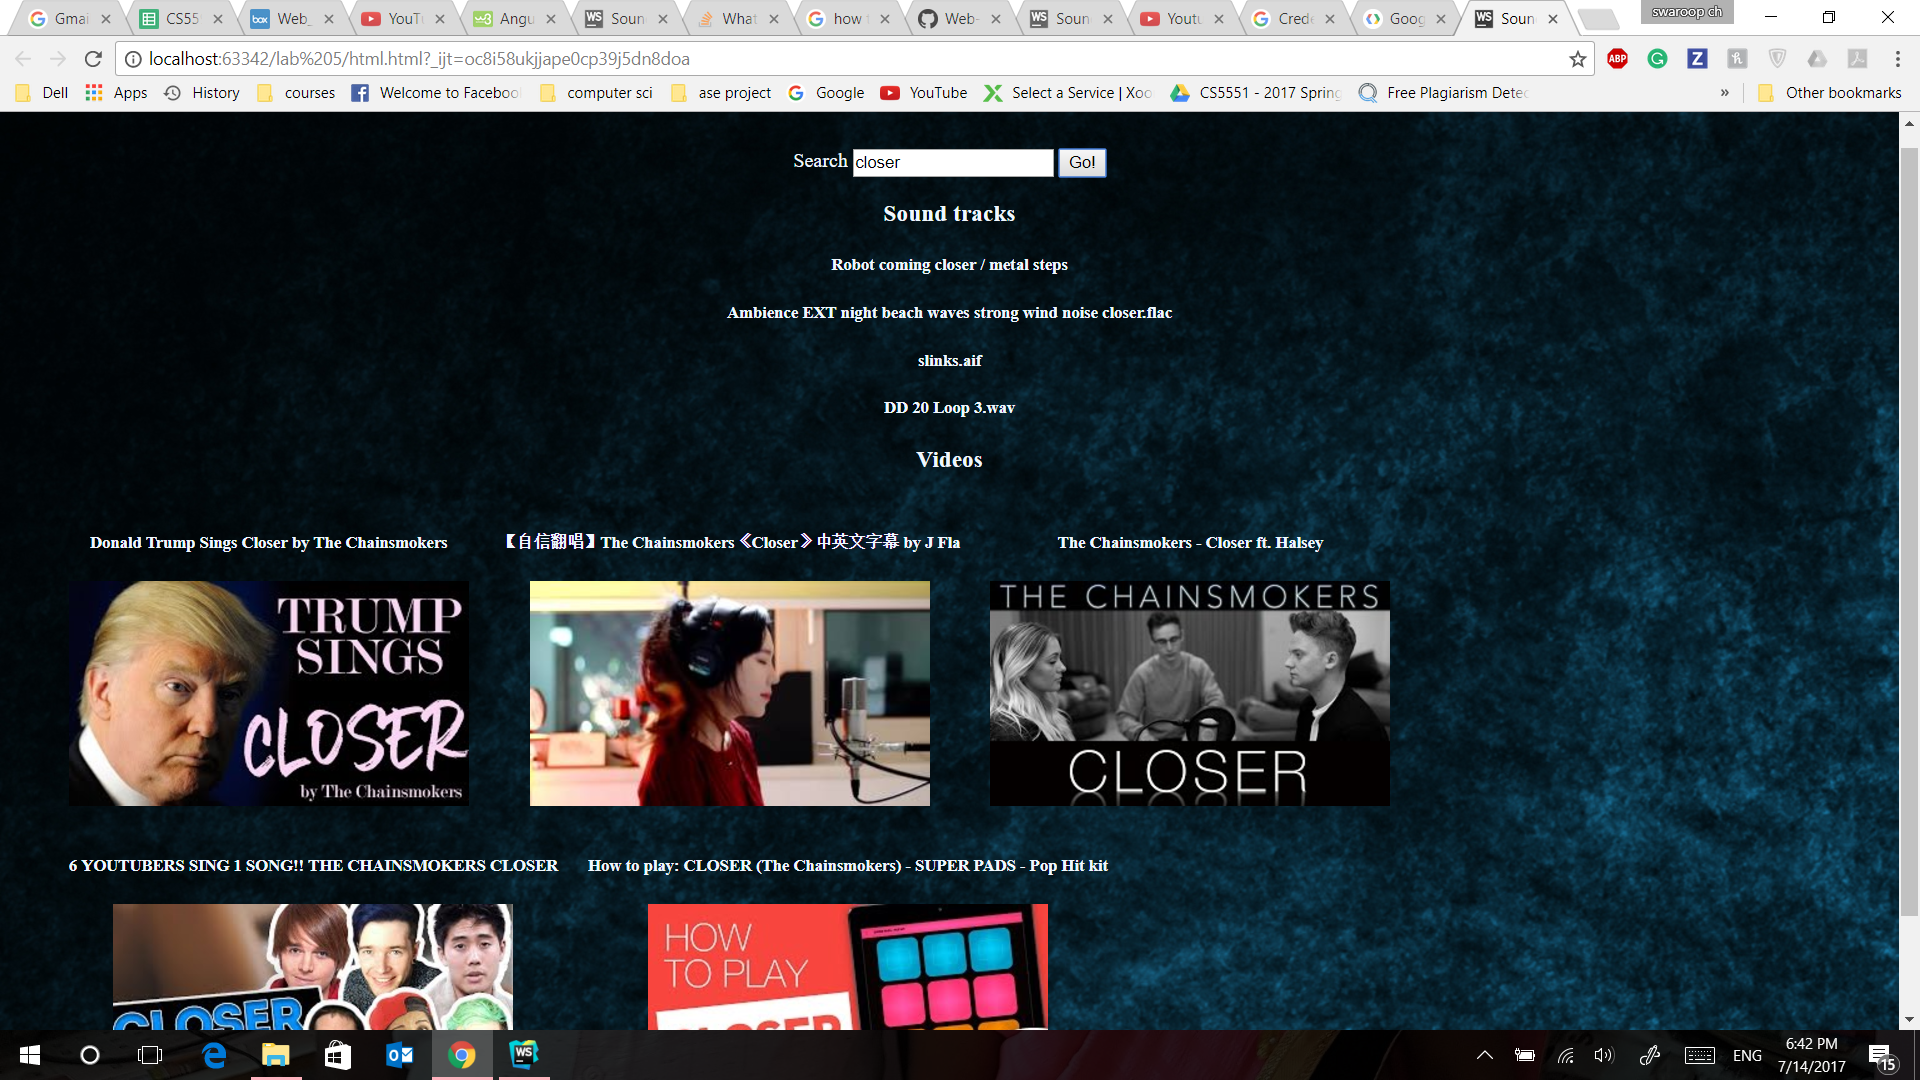 swaroop ch
Gmai CS55 Web_ YouTu Angu Soun What how t Web- Soun Youtu Crede Goog Soun
localhost:63342/lab%205/html.html?_ijt=oc8i58ukjjape0cp39j5dn8doa
Dell Apps History courses Welcome to Faceboo computer sci ase project Google YouTube Select a Service | Xoo CS5551 - 2017 Spring Free Plagiarism Detec » Other bookmarks
Search closer Go!
Sound tracks
Robot coming closer / metal steps
Ambience EXT night beach waves strong wind noise closer.flac
slinks.aif
DD 20 Loop 3.wav
Videos
Donald Trump Sings Closer by The Chainsmokers
【自信翻唱】The Chainsmokers《Closer》中英文字幕 by J Fla
The Chainsmokers - Closer ft. Halsey
TRUMP
SINGS
CLOSER
by The Chainsmokers
THE CHAINSMOKERS
CLOSER
6 YOUTUBERS SING 1 SONG!! THE CHAINSMOKERS CLOSER
How to play: CLOSER (The Chainsmokers) - SUPER PADS - Pop Hit kit
CLOSER
HOW
TO PLAY
CLOSER
ENG
6:42 PM
7/14/2017
15